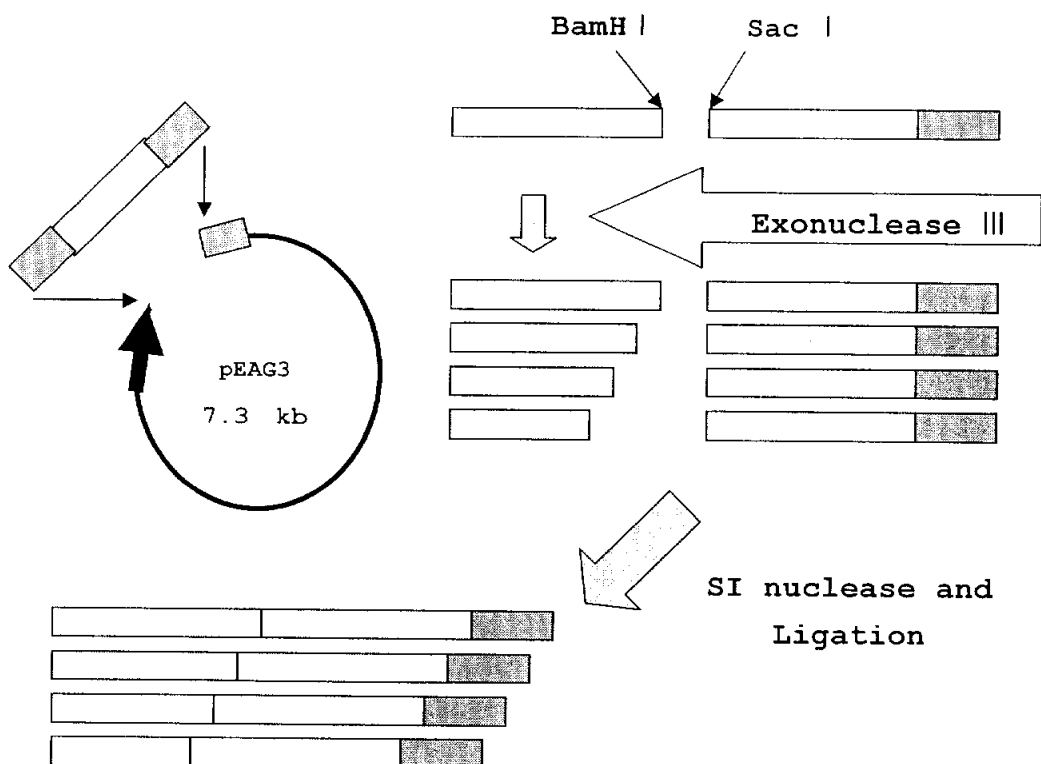 BamH I
Sac I
Exonuclease III
pEAG3
7.3 kb
SI nuclease and
Ligation